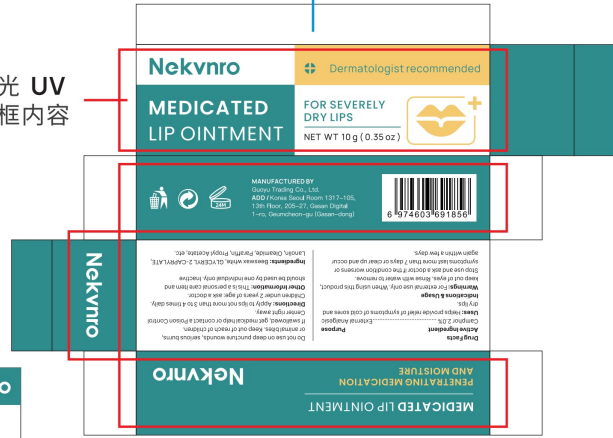 光 UV
框内容
Nekvnro
Dermatologist recommended
MEDICATED
LIP OINTMENT
FOR SEVERELY
DRY LIPS
NET WT 10 g ( 0.35 oz )
24M
MANUFACTURED BY
Guoyu Trading Co., Ltd.
ADD / Korea Seoul Room 1317-105,
13th Floor, 205-27, Gasan Digital
1-ro, Geumcheon-gu (Gasan-dong)
6 974603 691856
Nekvnro
Drug Facts
Active ingredient Purpose
Campnor 2.0%........................External Analgesic
Uses: Helps provide relief of symptoms of cold sores and
dry lips.
Indications & Usage
Warnings: For external use only. When using this product,
keep out of eyes. Rinse with water to remove.
Stop use and ask a doctor if the condition worsens or
symptoms last more than 7 days or clear up and occur
again within a few days.
Do not use on deep puncture wounds, serious burns,
or animal bites. Keep out of reach of children.
If swallowed, get medical help or contact a Poison Control
Center right away.
Directions: Apply to lips not more than 3 to 4 times daily.
Children under 2 years of age: ask a doctor.
Other information: This is a personal care item and
should be used by one individual only. Inactive
Ingredients: Beeswax white, GLYCERYL 2-CAPRYLATE,
Lanolin, Oleamide, Paraffin, Propyl Acetate, etc.
MEDICATED LIP OINTMENT
PENETRATING MEDICATION
AND MOISTURE
Nekvnro
o